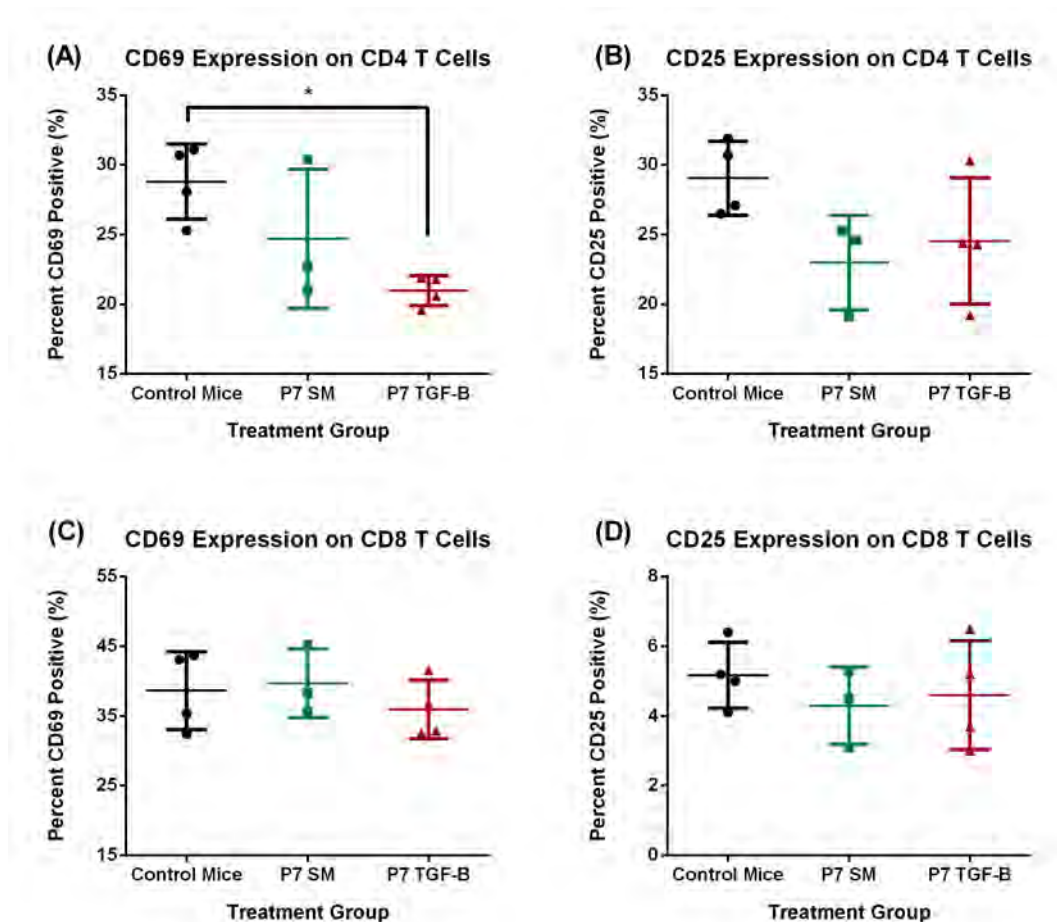 (A) CD69 Expression on CD4 T Cells
*
35
30
25
20
15
Percent CD69 Positive (%)
Control Mice P7 SM P7 TGF-B
Treatment Group
(B) CD25 Expression on CD4 T Cells
35
30
25
20
15
Percent CD25 Positive (%)
Control Mice P7 SM P7 TGF-B
Treatment Group
(C) CD69 Expression on CD8 T Cells
55
45
35
25
15
Percent CD69 Positive (%)
Control Mice P7 SM P7 TGF-B
Treatment Group
(D) CD25 Expression on CD8 T Cells
8
6
4
2
0
Percent CD25 Positive (%)
Control Mice P7 SM P7 TGF-B
Treatment Group